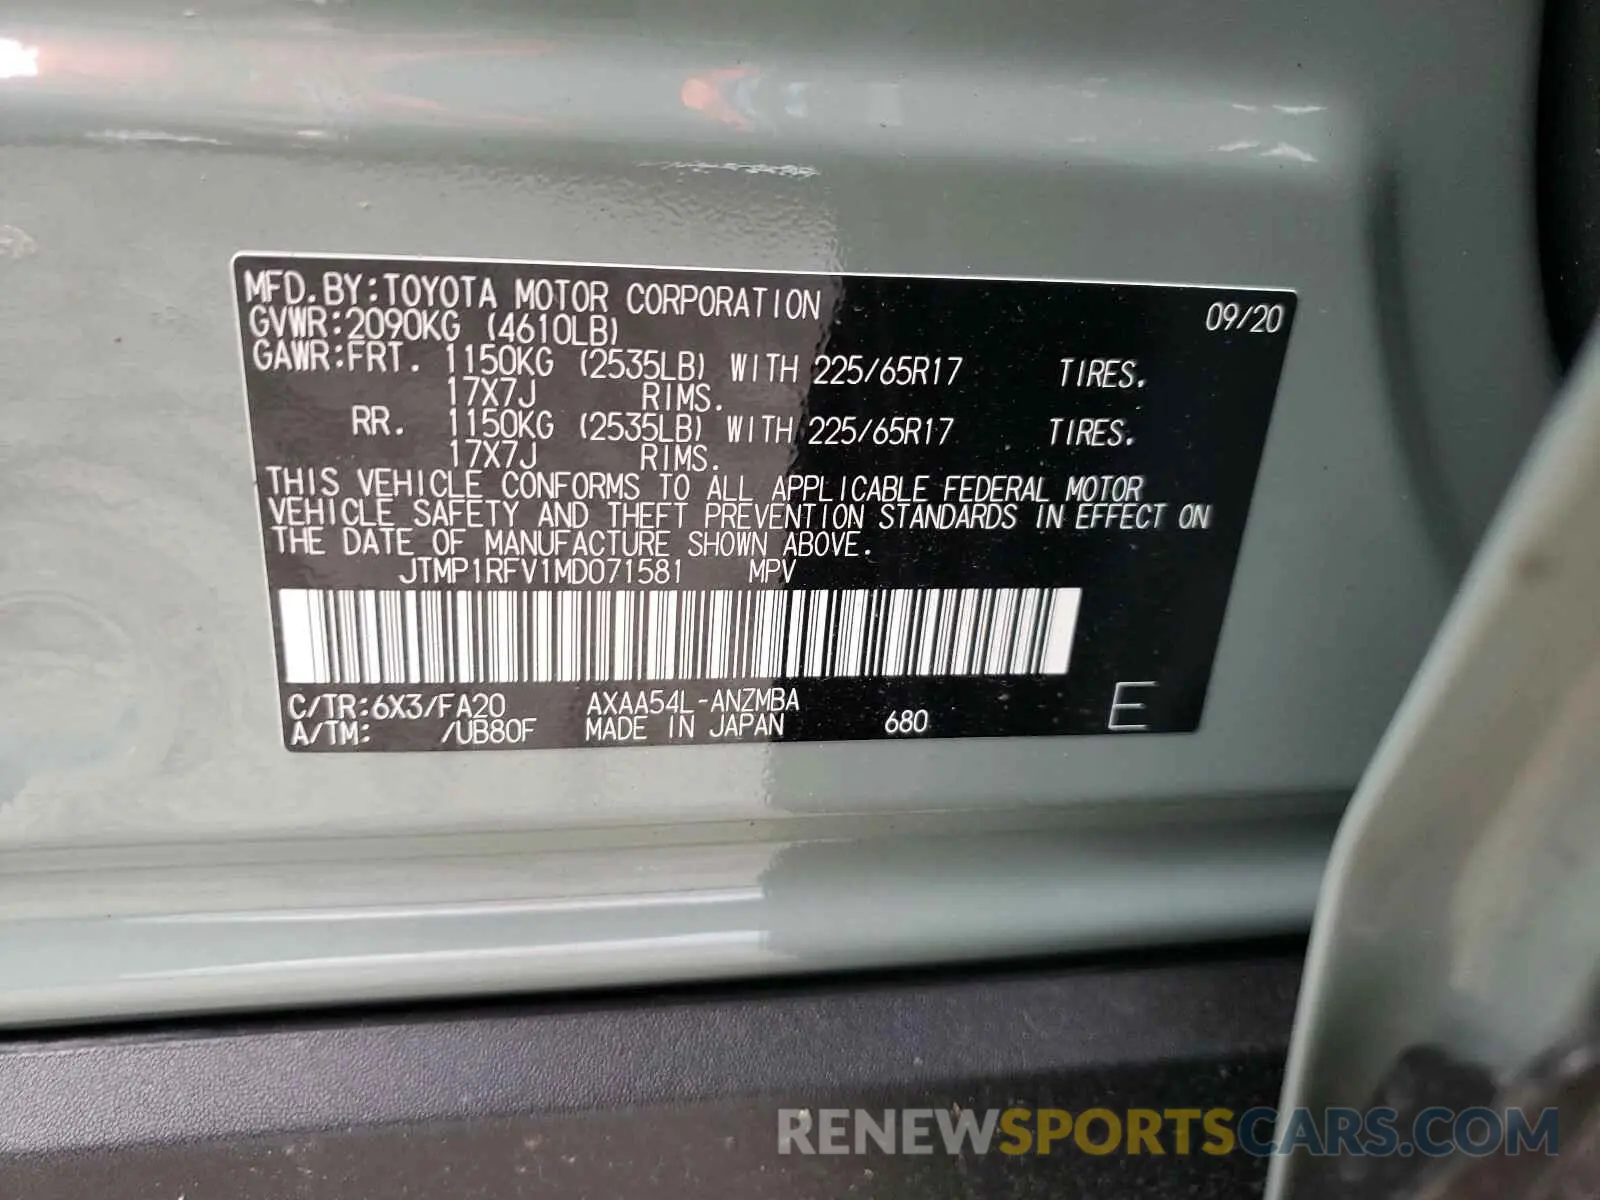 MFD.BY:TOYOTA MOTOR CORPORATION 09/20
GVWR:2090KG (4610LB)
GAWR:FRT. 1150KG (2535LB) WITH 225/65R17 TIRES.
17X7J RIMS.
RR. 1150KG (2535LB) WITH 225/65R17 TIRES.
17X7J RIMS.
THIS VEHICLE CONFORMS TO ALL APPLICABLE FEDERAL MOTOR
VEHICLE SAFETY AND THEFT PREVENTION STANDARDS IN EFFECT ON
THE DATE OF MANUFACTURE SHOWN ABOVE.
JTMP1RFV1MD071581 MPV
C/TR:6X3/FA20 AXAA54L-ANZMBA
A/TM: /UB80F MADE IN JAPAN 680 E
RENEWSPORTSCARS.COM